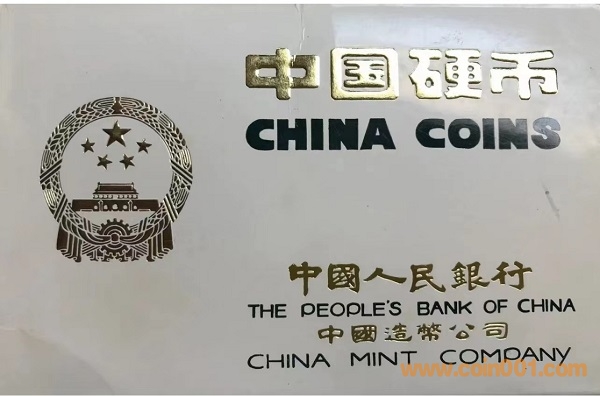 中国硬币
CHINA COINS
中國人民銀行
THE PEOPLE'S BANK OF CHINA
中國造幣公司
CHINA MINT COMPANY
www.coin001.com